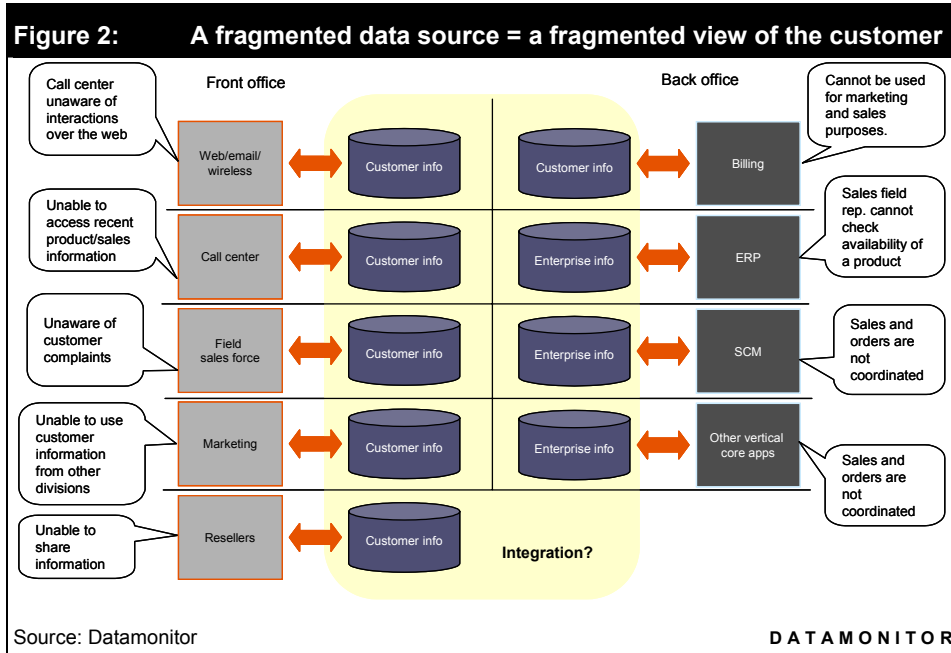 Figure 2: A fragmented data source = a fragmented view of the customer
Front office
Back office
Call center
unaware of
interactions
over the web
Web/email/
wireless
Customer info
Customer info
Billing
Cannot be used
for marketing
and sales
purposes.
Unable to
access recent
product/sales
information
Call center
Customer info
Enterprise info
ERP
Sales field
rep. cannot
check
availability of
a product
Unaware of
customer
complaints
Field
sales force
Customer info
Enterprise info
SCM
Sales and
orders are
not
coordinated
Unable to use
customer
information
from other
divisions
Marketing
Customer info
Enterprise info
Other vertical
core apps
Sales and
orders are
not
coordinated
Unable to
share
information
Resellers
Customer info
Integration?
Source: Datamonitor
DATAMONITOR